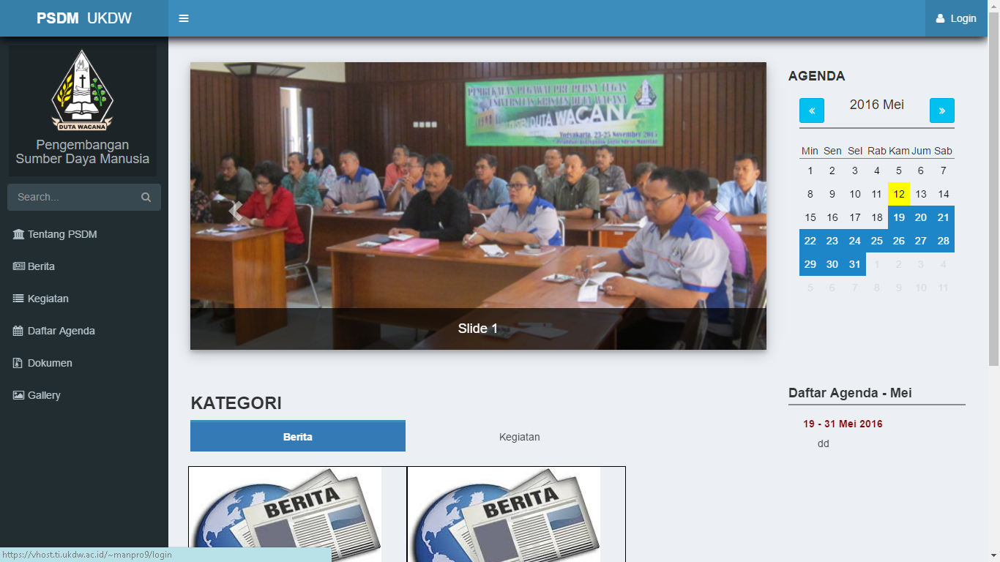 PSDM UKDW
Login
DUTA WACANA
Pengembangan
Sumber Daya Manusia
Search...
Tentang PSDM
Berita
Kegiatan
Daftar Agenda
Dokumen
Gallery
PEMBEKALAN PEGAWAI PRE PURNA TUGAS
UNIVERSITAS KRISTEN DUTA WACANA
DUTA WACANA
Yogyakarta, 23-25 November 2015
Slide 1
AGENDA
«
2016 Mei
»
Min Sen Sel Rab Kam Jum Sab
1 2 3 4 5 6 7
8 9 10 11 12 13 14
15 16 17 18 19 20 21
22 23 24 25 26 27 28
29 30 31 1 2 3 4
5 6 7 8 9 10 11
KATEGORI
Berita
Kegiatan
BERITA
BERITA
Daftar Agenda - Mei
19 - 31 Mei 2016
dd
https://vhost.ti.ukdw.ac.id/~manpro9/login